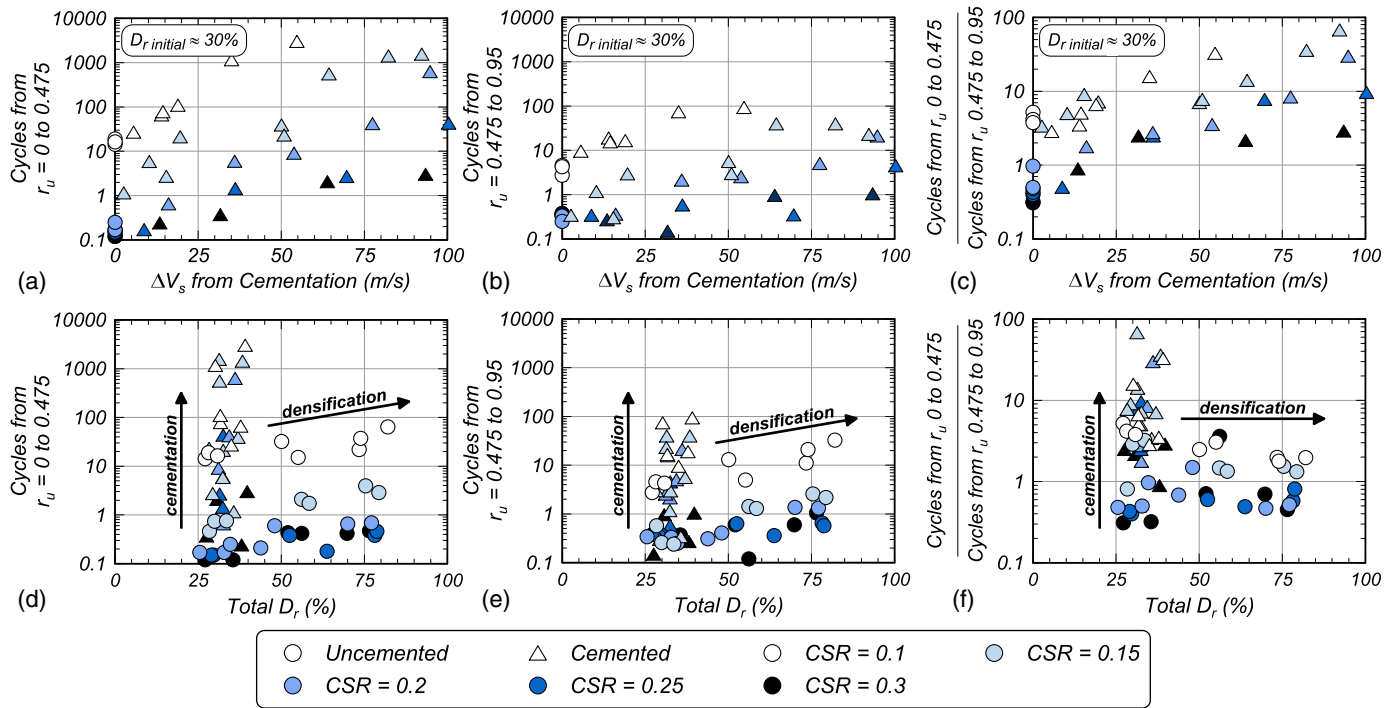 Cycles from
r_u = 0 to 0.475
10000
1000
100
10
1
0.1
D_r initial ≈ 30%
0
25
50
75
100
(a)
ΔV_s from Cementation (m/s)
Cycles from
r_u = 0.475 to 0.95
10000
1000
100
10
1
0.1
D_r initial ≈ 30%
0
25
50
75
100
(b)
ΔV_s from Cementation (m/s)
Cycles from r_u 0 to 0.475
Cycles from r_u 0.475 to 0.95
100
10
1
0.1
D_r initial ≈ 30%
0
25
50
75
100
(c)
ΔV_s from Cementation (m/s)
Cycles from
r_u = 0 to 0.475
10000
1000
100
10
1
0.1
cementation
densification
0
25
50
75
100
(d)
Total D_r (%)
Cycles from
r_u = 0.475 to 0.95
10000
1000
100
10
1
0.1
cementation
densification
0
25
50
75
100
(e)
Total D_r (%)
Cycles from r_u 0 to 0.475
Cycles from r_u 0.475 to 0.95
100
10
1
0.1
cementation
densification
0
25
50
75
100
(f)
Total D_r (%)
Uncemented Cemented CSR = 0.1 CSR = 0.15
CSR = 0.2 CSR = 0.25 CSR = 0.3